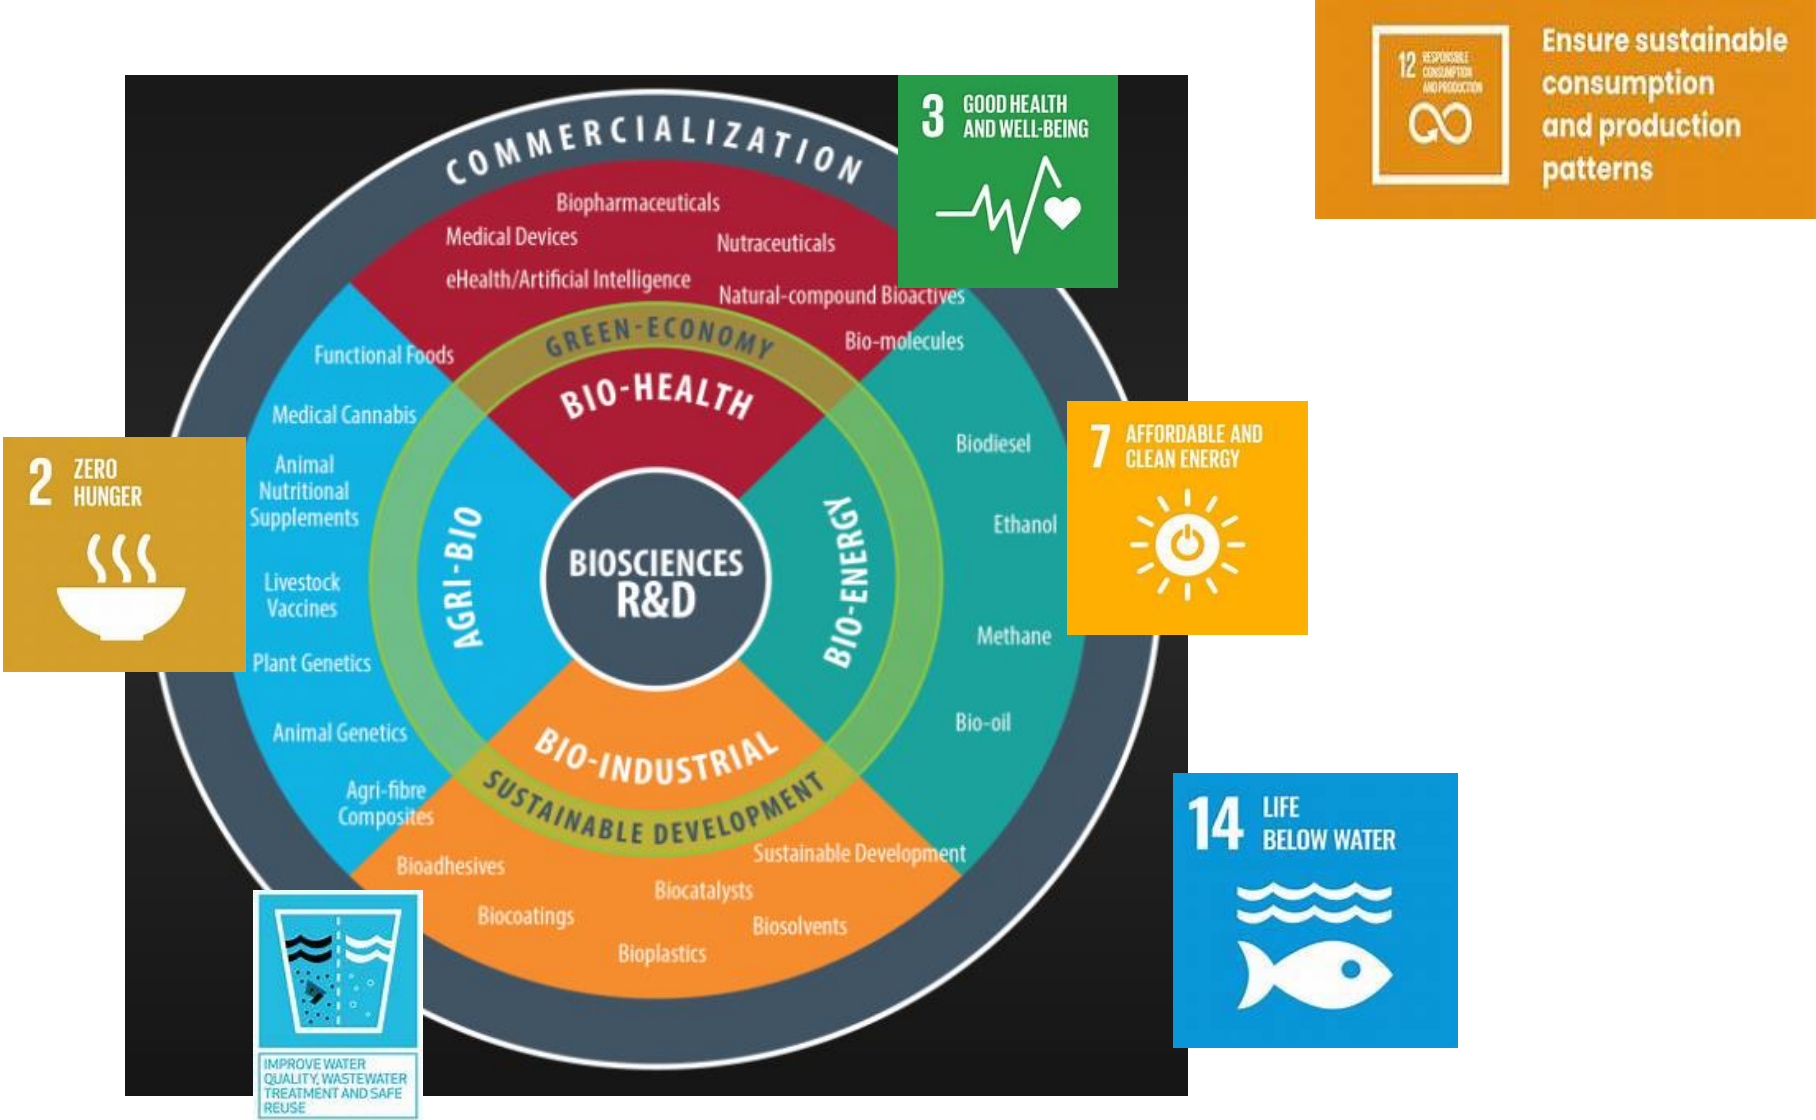 12 RESPONSIBLE
CONSUMPTION
AND PRODUCTION
Ensure sustainable
consumption
and production
patterns
3 GOOD HEALTH
AND WELL-BEING
COMMERCIALIZATION
Biopharmaceuticals
Medical Devices
Nutraceuticals
eHealth/Artificial Intelligence
Natural-compound Bioactives
Bio-molecules
GREEN-ECONOMY
BIO-HEALTH
Functional Foods
Medical Cannabis
Animal
Nutritional
Supplements
Livestock
Vaccines
Plant Genetics
Animal Genetics
Agri-fibre
Composites
AGRI-BIO
2 ZERO
HUNGER
BIOSCIENCES
R&D
BIO-ENERGY
Biodiesel
Ethanol
Methane
Bio-oil
7 AFFORDABLE AND
CLEAN ENERGY
BIO-INDUSTRIAL
SUSTAINABLE DEVELOPMENT
Sustainable Development
Bioadhesives
Biocatalysts
Biocoatings
Biosolvents
Bioplastics
14 LIFE
BELOW WATER
IMPROVE WATER
QUALITY, WASTEWATER
TREATMENT AND SAFE
REUSE